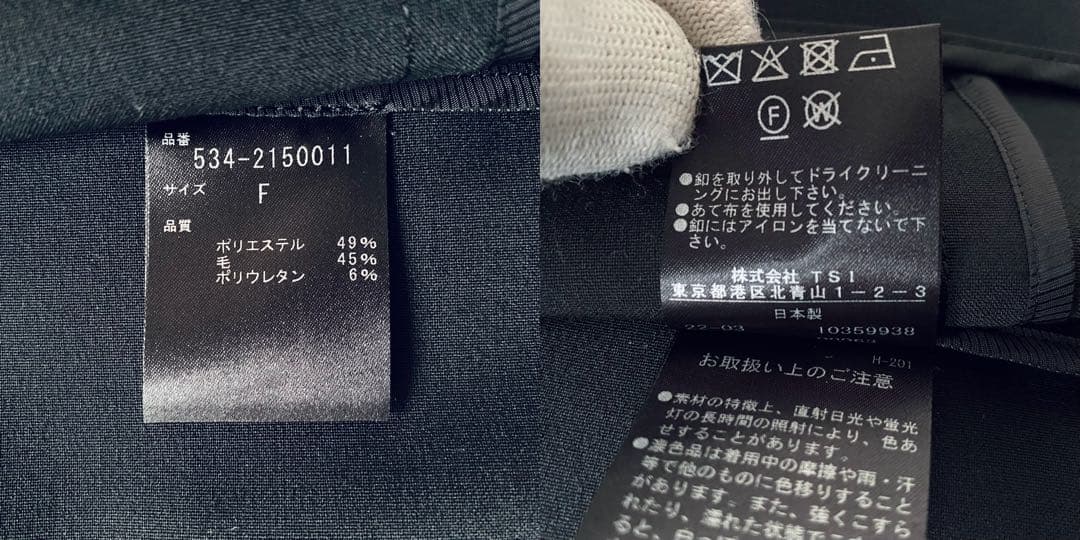 品番
534-2150011
サイズ F
品質
ポリエステル 49%
毛 45%
ポリウレタン 6%
F
W
●釦を取り外してドライクリーニ
ングにお出し下さい。
●あて布を使用してください。
●釦にはアイロンを当てないで下
さい。
株式会社 TSI
東京都港区北青山1-2-3
日本製
22-03 10359938
H-201
お取扱い上のご注意
●素材の特徴上、直射日光や蛍光
灯の長時間の照射により、色あ
せすることがあります。
●染色品は着用中の摩擦や雨・汗
等で他のものに色移りすること
があります。また、強くこすら
れたり、濡れた状態でこ
ると、